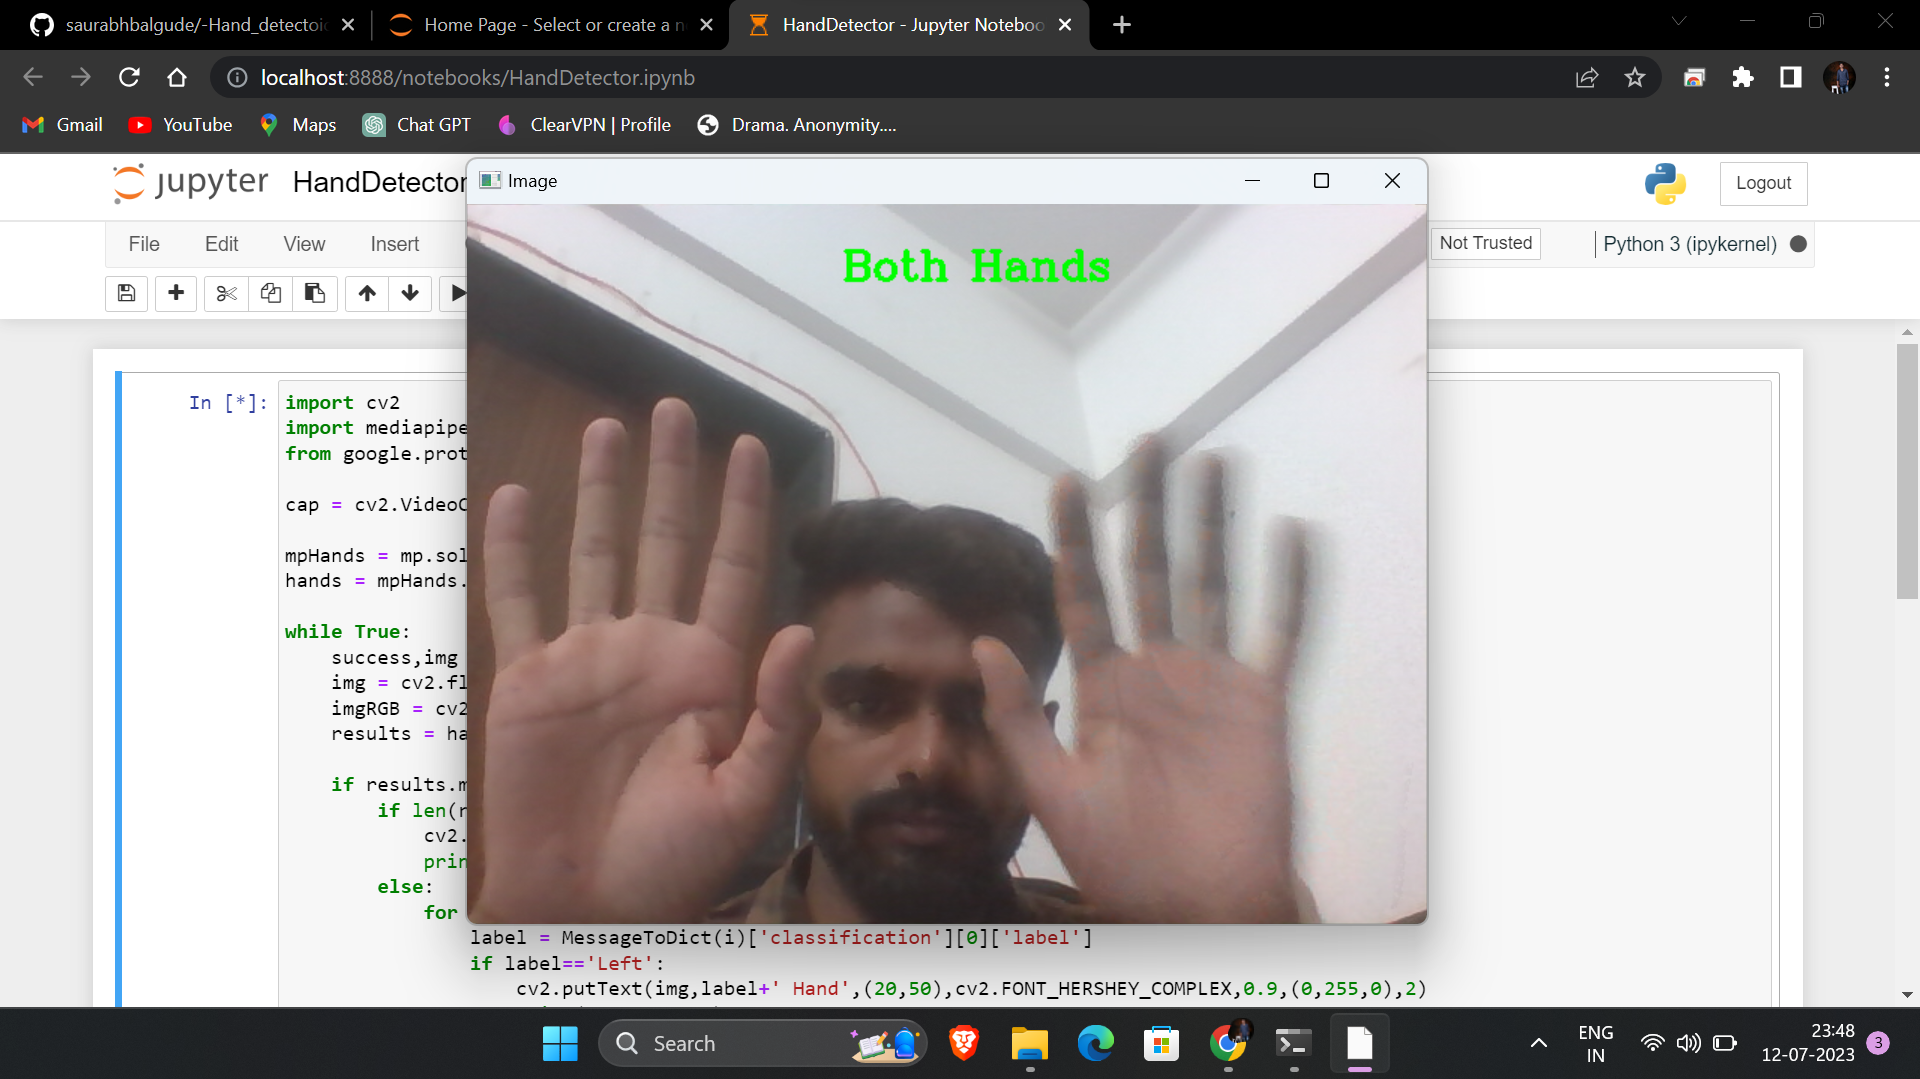 saurabhbalgude/-Hand_detectoi
Home Page - Select or create a n
HandDetector - Jupyter Noteboo
localhost:8888/notebooks/HandDetector.ipynb
Gmail
YouTube
Maps
Chat GPT
ClearVPN | Profile
Drama. Anonymity....
jupyter HandDetector
Logout
Image
File Edit View Insert
Not Trusted
Python 3 (ipykernel)
Both Hands
In [*]:
import cv2
import mediapipe
from google.prot
cap = cv2.VideoC
mpHands = mp.sol
hands = mpHands.
while True:
success,img
img = cv2.fl
imgRGB = cv2
results = ha
if results.m
if len(r
cv2.
prin
else:
for
label = MessageToDict(i)['classification'][0]['label']
if label=='Left':
cv2.putText(img,label+' Hand',(20,50),cv2.FONT_HERSHEY_COMPLEX,0.9,(0,255,0),2)
Search
ENG
IN
23:48
12-07-2023
3